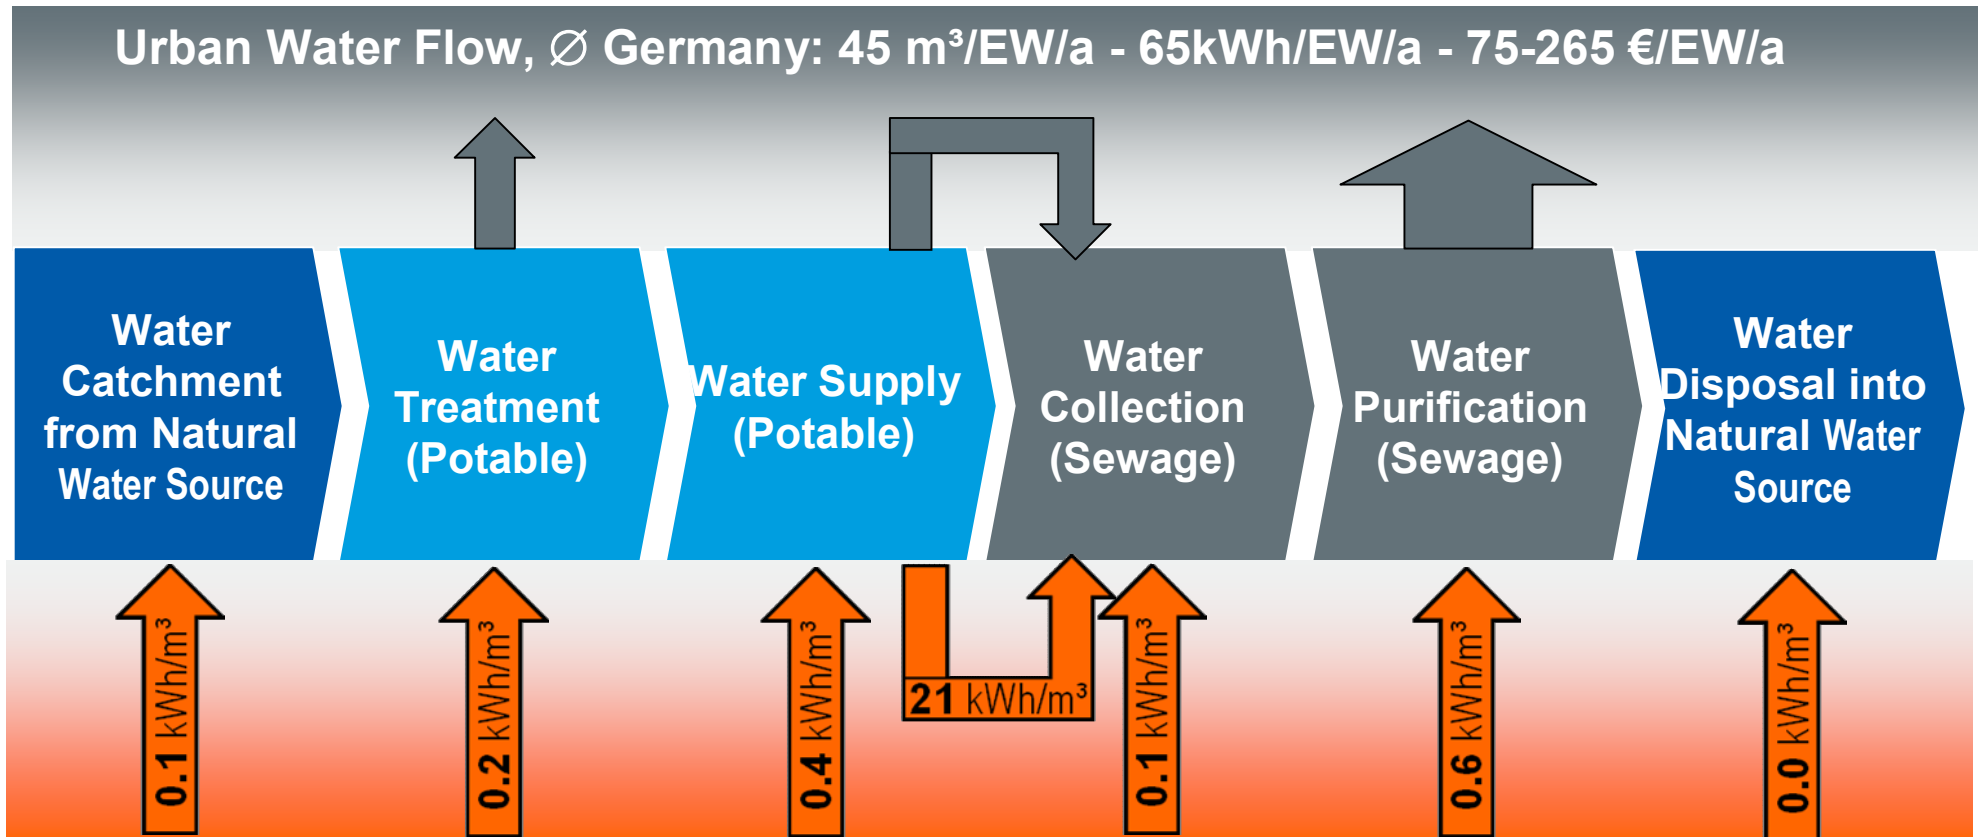 Urban Water Flow, ∅ Germany: 45 m³/EW/a - 65kWh/EW/a - 75-265 €/EW/a
Water
Catchment
from Natural
Water Source
Water
Treatment
(Potable)
Water Supply
(Potable)
Water
Collection
(Sewage)
Water
Purification
(Sewage)
Water
Disposal into
Natural Water
Source
0.1 kWh/m³
0.2 kWh/m³
0.4 kWh/m³
21 kWh/m³
0.1 kWh/m³
0.6 kWh/m³
0.0 kWh/m³